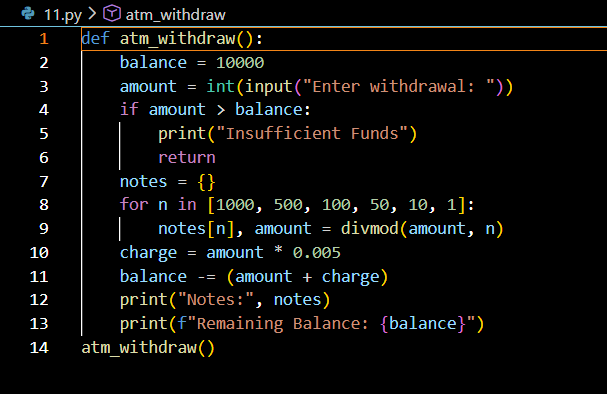 11.py > atm_withdraw
1 def atm_withdraw():
2     balance = 10000
3     amount = int(input("Enter withdrawal: "))
4     if amount > balance:
5         print("Insufficient Funds")
6         return
7     notes = {}
8     for n in [1000, 500, 100, 50, 10, 1]:
9         notes[n], amount = divmod(amount, n)
10     charge = amount * 0.005
11     balance -= (amount + charge)
12     print("Notes:", notes)
13     print(f"Remaining Balance: {balance}")
14 atm_withdraw()